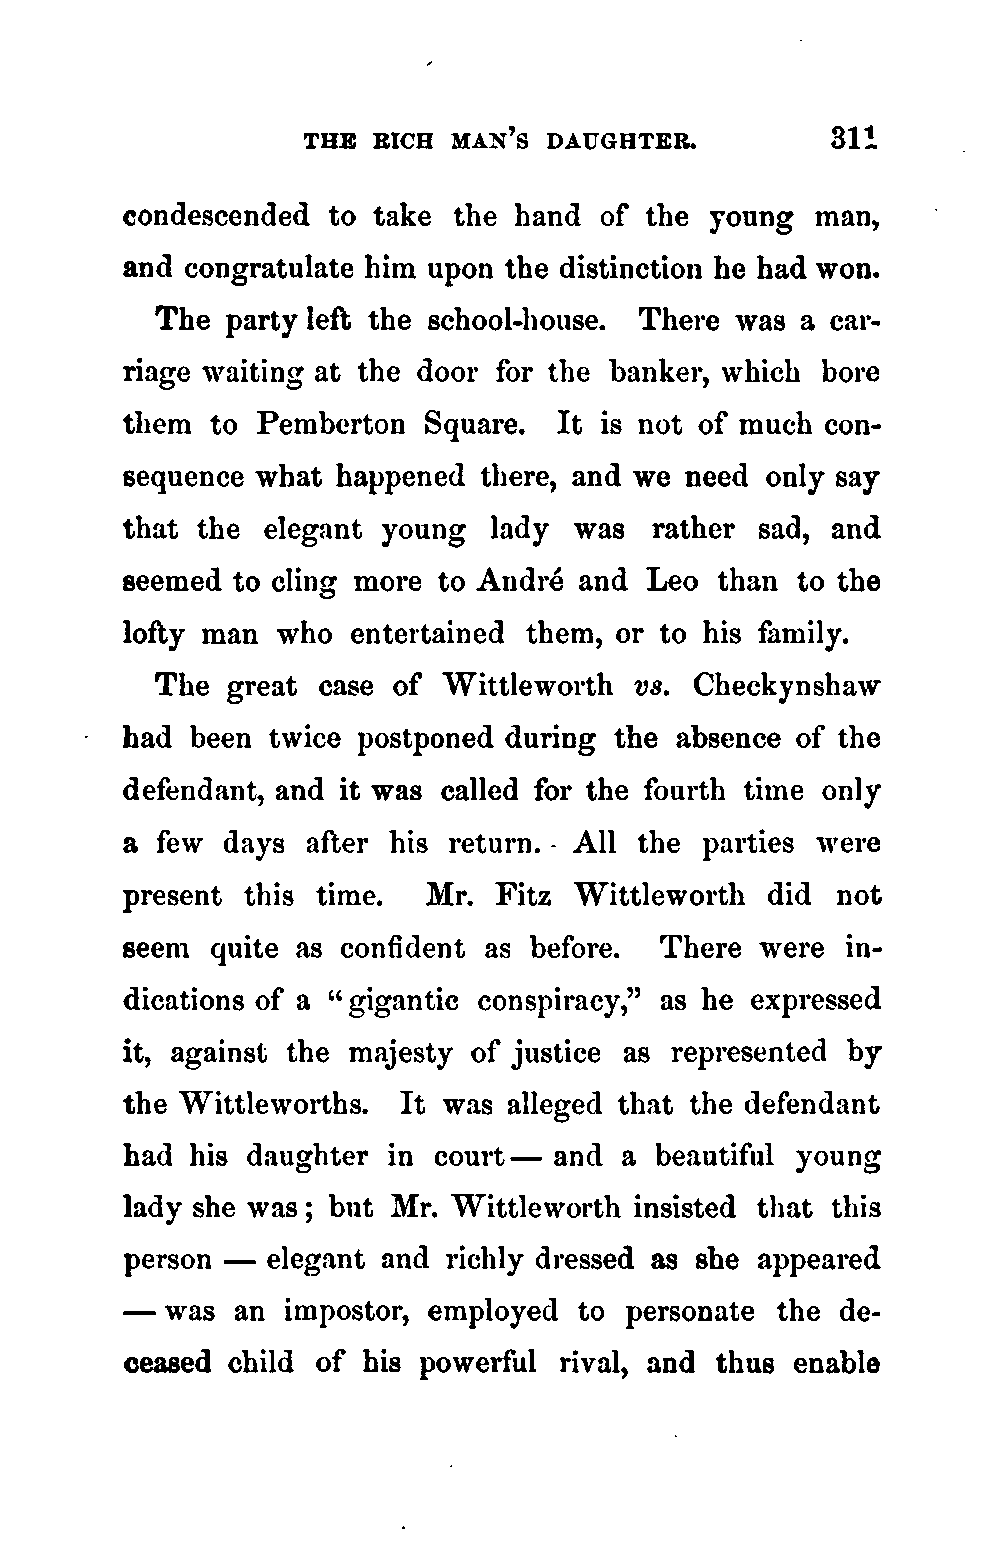 THE RICH MAN'S DAUGHTER. 311
condescended to take the hand of the young man,
and congratulate him upon the distinction he had won.
The party left the school-house. There was a car-
riage waiting at the door for the banker, which bore
them to Pemberton Square. It is not of much con-
sequence what happened there, and we need only say
that the elegant young lady was rather sad, and
seemed to cling more to André and Leo than to the
lofty man who entertained them, or to his family.
The great case of Wittleworth vs. Checkynshaw
had been twice postponed during the absence of the
defendant, and it was called for the fourth time only
a few days after his return. All the parties were
present this time. Mr. Fitz Wittleworth did not
seem quite as confident as before. There were in-
dications of a "gigantic conspiracy," as he expressed
it, against the majesty of justice as represented by
the Wittleworths. It was alleged that the defendant
had his daughter in court — and a beautiful young
lady she was; but Mr. Wittleworth insisted that this
person — elegant and richly dressed as she appeared
— was an impostor, employed to personate the de-
ceased child of his powerful rival, and thus enable